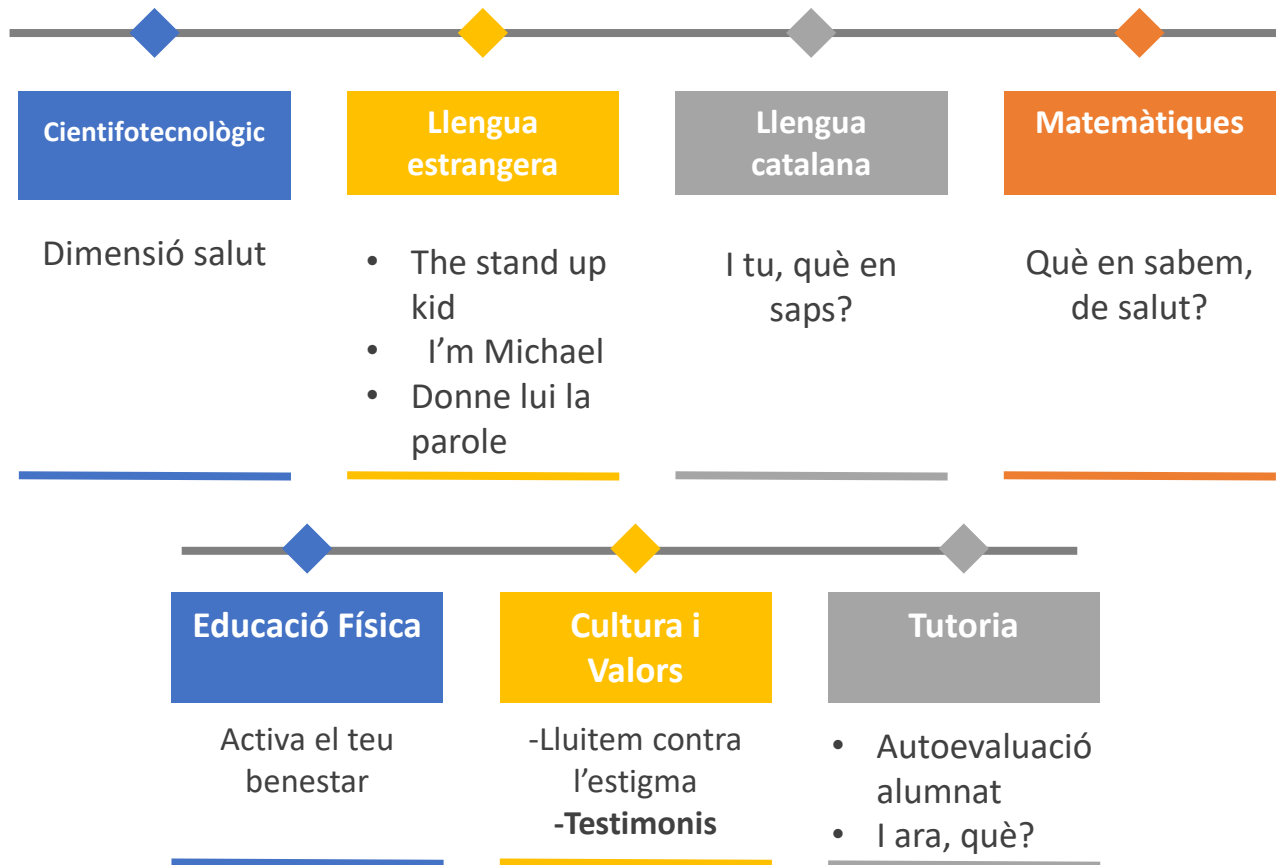 Cientifotecnològic
Dimensió salut
Llengua
estrangera
• The stand up
kid
• I'm Michael
• Donne lui la
parole
Llengua
catalana
I tu, què en
saps?
Matemàtiques
Què en sabem,
de salut?
Educació Física
Activa el teu
benestar
Cultura i
Valors
-Lluitem contra
l'estigma
-Testimonis
Tutoria
• Autoevaluació
alumnat
• I ara, què?